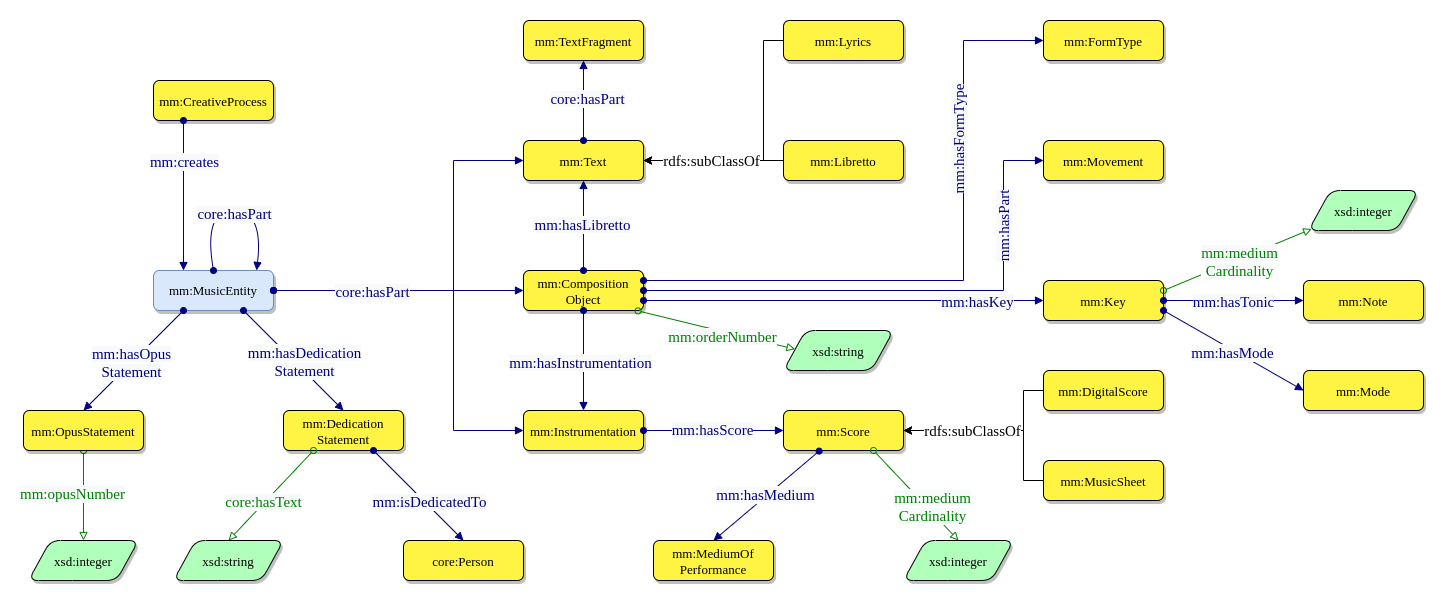 mm:TextFragment
mm:Lyrics
mm:FormType
mm:CreativeProcess
core:hasPart
mm:hasFormType
mm:creates
mm:Text
rdfs:subClassOf
mm:Libretto
mm:Movement
core:hasPart
mm:hasLibretto
mm:hasPart
xsd:integer
mm:medium
Cardinality
mm:MusicEntity
core:hasPart
mm:Composition
Object
mm:hasKey
mm:Key
mm:hasTonic
mm:Note
mm:orderNumber
xsd:string
mm:hasMode
mm:Mode
mm:hasOpus
Statement
mm:hasDedication
Statement
mm:hasInstrumentation
mm:DigitalScore
mm:OpusStatement
mm:Dedication
Statement
mm:Instrumentation
mm:hasScore
mm:Score
rdfs:subClassOf
mm:MusicSheet
mm:opusNumber
core:hasText
mm:isDedicatedTo
mm:hasMedium
mm:medium
Cardinality
xsd:integer
xsd:string
core:Person
mm:MediumOf
Performance
xsd:integer